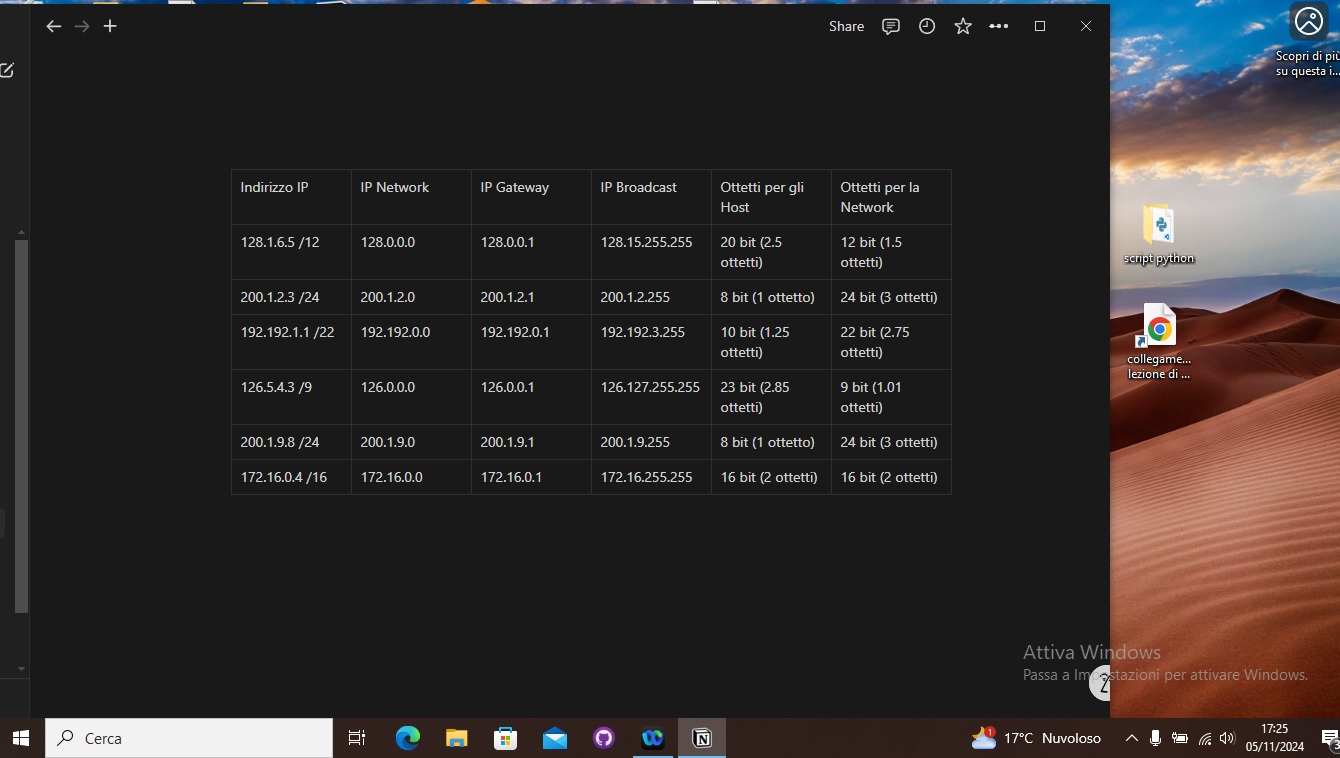 Share
Scopri di più
su questa i...
Indirizzo IP IP Network IP Gateway IP Broadcast Ottetti per gli Host Ottetti per la Network
128.1.6.5 /12 128.0.0.0 128.0.0.1 128.15.255.255 20 bit (2.5 ottetti) 12 bit (1.5 ottetti)
200.1.2.3 /24 200.1.2.0 200.1.2.1 200.1.2.255 8 bit (1 ottetto) 24 bit (3 ottetti)
192.192.1.1 /22 192.192.0.0 192.192.0.1 192.192.3.255 10 bit (1.25 ottetti) 22 bit (2.75 ottetti)
126.5.4.3 /9 126.0.0.0 126.0.0.1 126.127.255.255 23 bit (2.85 ottetti) 9 bit (1.01 ottetti)
200.1.9.8 /24 200.1.9.0 200.1.9.1 200.1.9.255 8 bit (1 ottetto) 24 bit (3 ottetti)
172.16.0.4 /16 172.16.0.0 172.16.0.1 172.16.255.255 16 bit (2 ottetti) 16 bit (2 ottetti)
script python
collegame...
lezione di ...
Attiva Windows
Passa a Impostazioni per attivare Windows.
Cerca
1
17°C Nuvoloso
17:25
05/11/2024
3